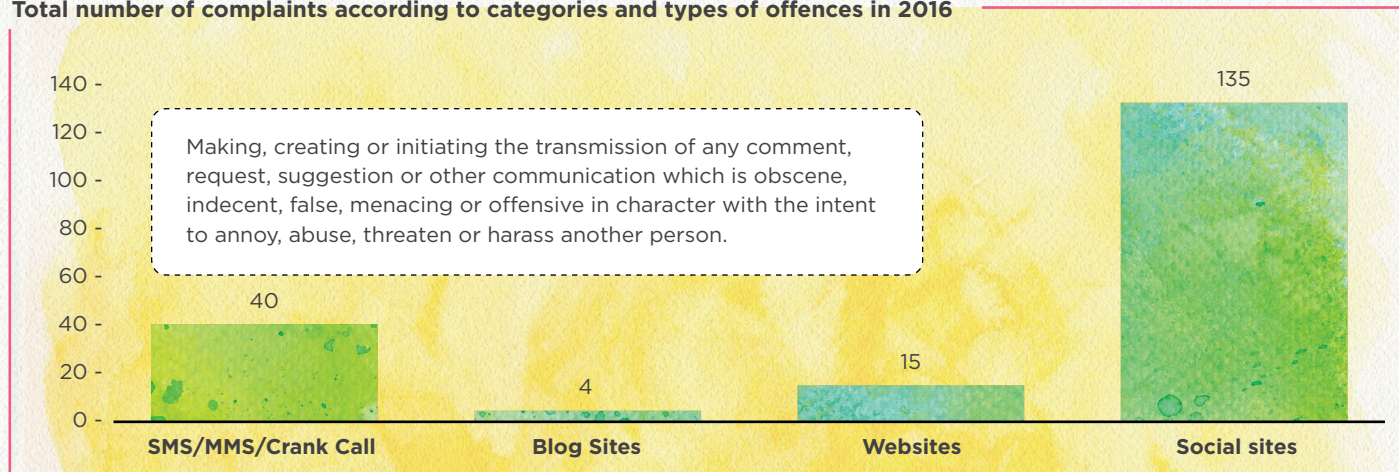 Total number of complaints according to categories and types of offences in 2016
140 -
120 -
100 -
80 -
60 -
40 -
20 -
0 -
Making, creating or initiating the transmission of any comment,
request, suggestion or other communication which is obscene,
indecent, false, menacing or offensive in character with the intent
to annoy, abuse, threaten or harass another person.
40
4
15
135
SMS/MMS/Crank Call
Blog Sites
Websites
Social sites